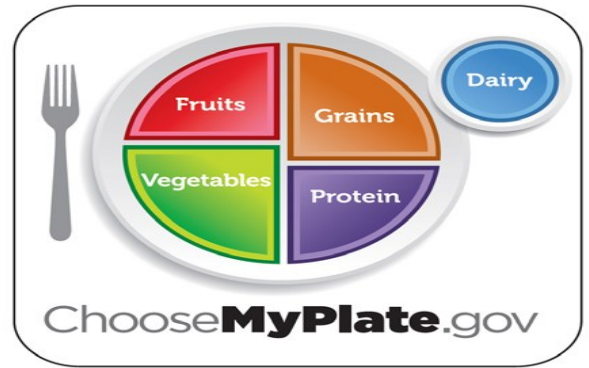 Fruits
Grains
Dairy
Vegetables
Protein
ChooseMyPlate.gov